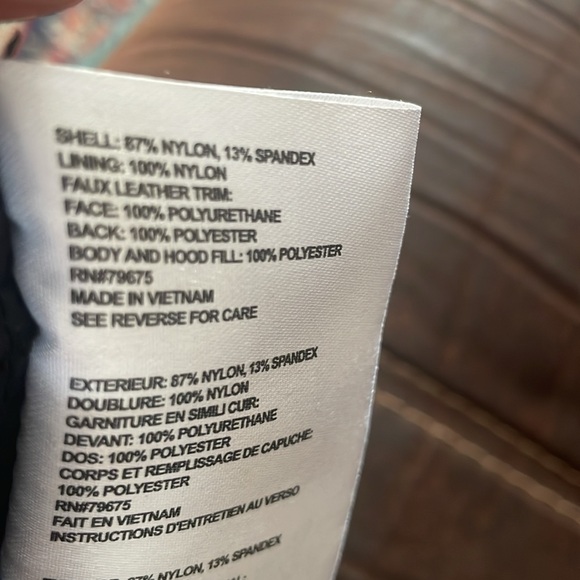 SHELL: 87% NYLON, 13% SPANDEX
LINING: 100% NYLON
FAUX LEATHER TRIM:
FACE: 100% POLYURETHANE
BACK: 100% POLYESTER
BODY AND HOOD FILL: 100% POLYESTER
RN#79675
MADE IN VIETNAM
SEE REVERSE FOR CARE
EXTERIEUR: 87% NYLON, 13% SPANDEX
DOUBLURE: 100% NYLON
GARNITURE EN SIMILI CUIR:
DEVANT: 100% POLYURETHANE
DOS: 100% POLYESTER
CORPS ET REMPLISSAGE DE CAPUCHE:
100% POLYESTER
RN#79675
FAIT EN VIETNAM
INSTRUCTIONS D'ENTRETIEN AU VERSO
87% NYLON, 13% SPANDEX